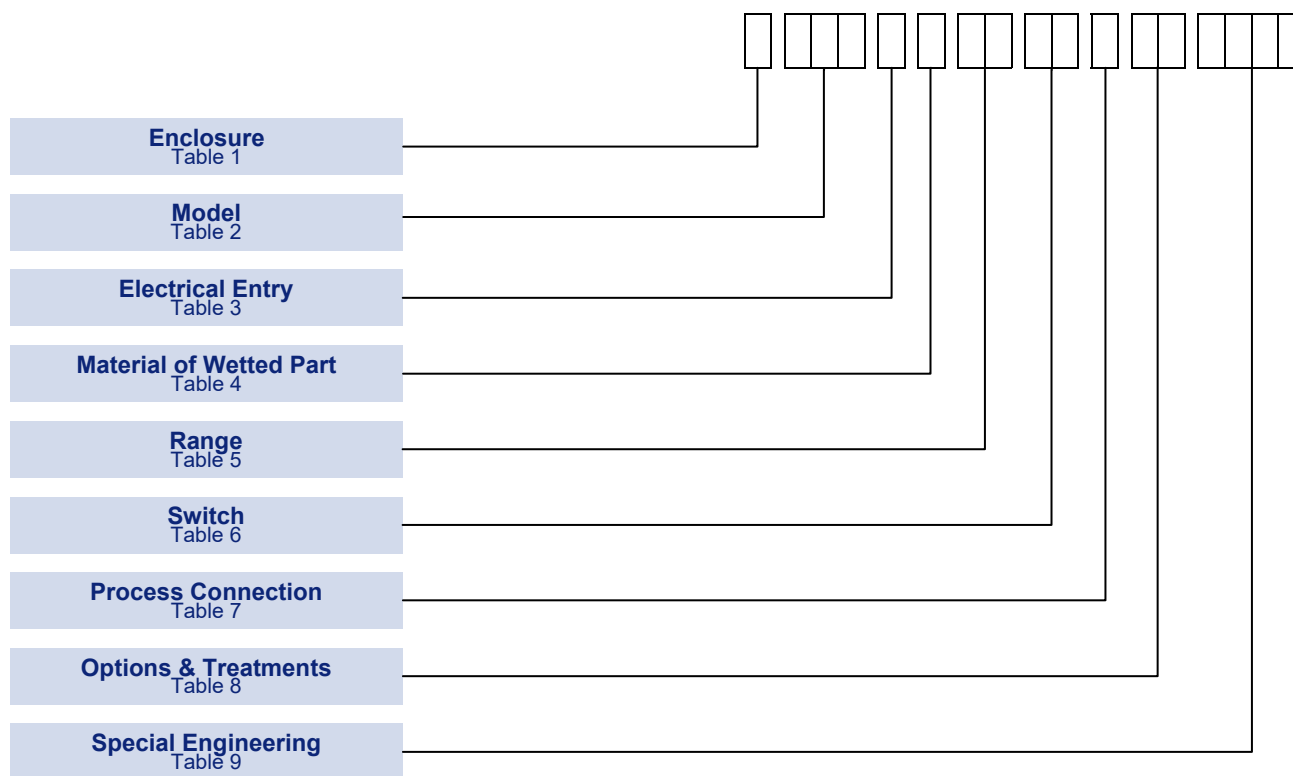 Enclosure
Table 1
Model
Table 2
Electrical Entry
Table 3
Material of Wetted Part
Table 4
Range
Table 5
Switch
Table 6
Process Connection
Table 7
Options & Treatments
Table 8
Special Engineering
Table 9